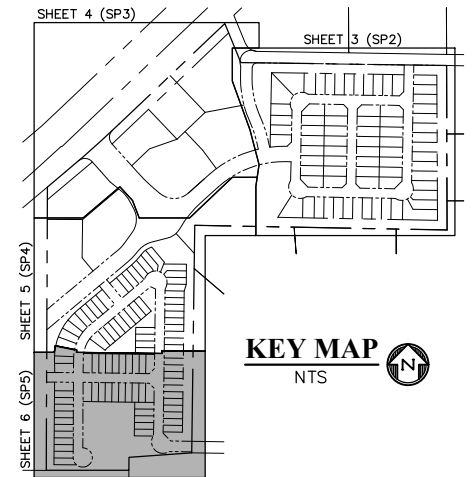 SHEET 4 (SP3)
SHEET 3 (SP2)
SHEET 5 (SP4)
SHEET 6 (SP5)
KEY MAP
NTS
N